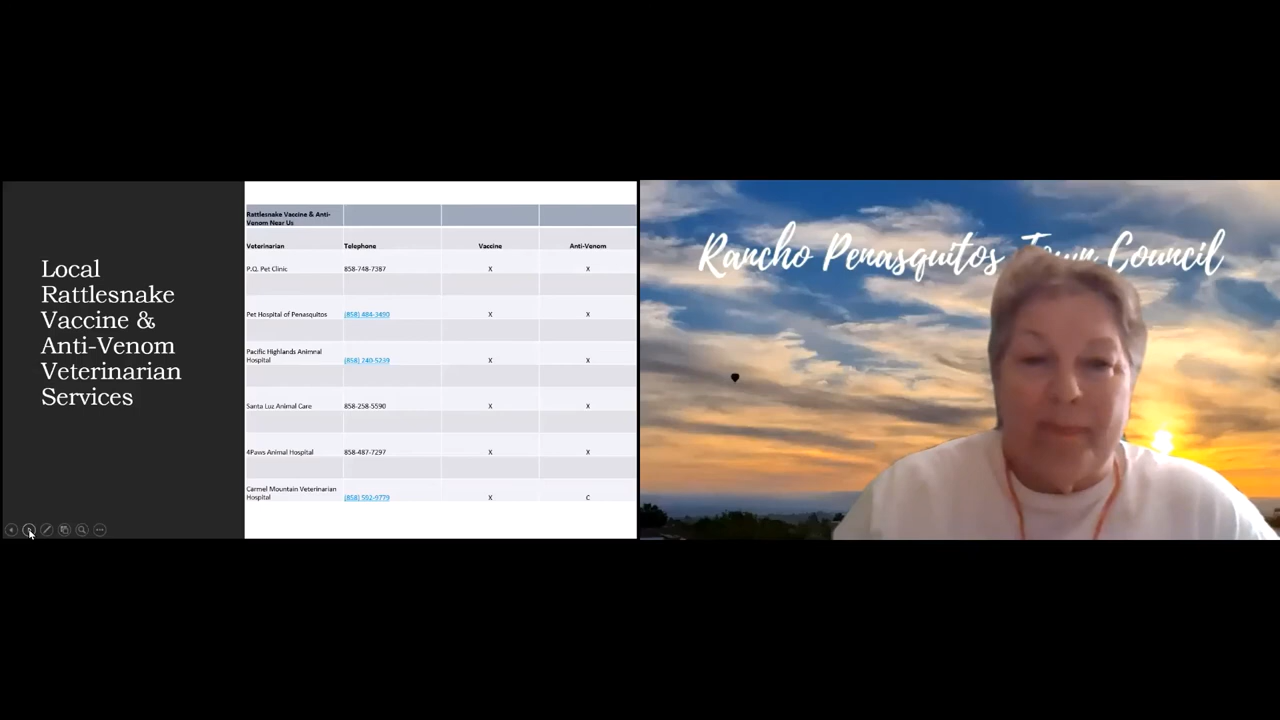 Local
Rattlesnake
Vaccine &
Anti-Venom
Veterinarian
Services
Rattlesnake Vaccine & Anti-
Venom Near Us
Veterinarian Telephone Vaccine Anti-Venom
P.Q. Pet Clinic 858-748-7387 X X
Pet Hospital of Penasquitos (858) 484-3490 X X
Pacific Highlands Animnal
Hospital (858) 240-5239 X X
Santa Luz Animal Care 858-258-5590 X X
4Paws Animal Hospital 858-487-7297 X X
Carmel Mountain Veterinarian
Hospital (858) 592-9779 X C
Rancho Penasquitos Town Council